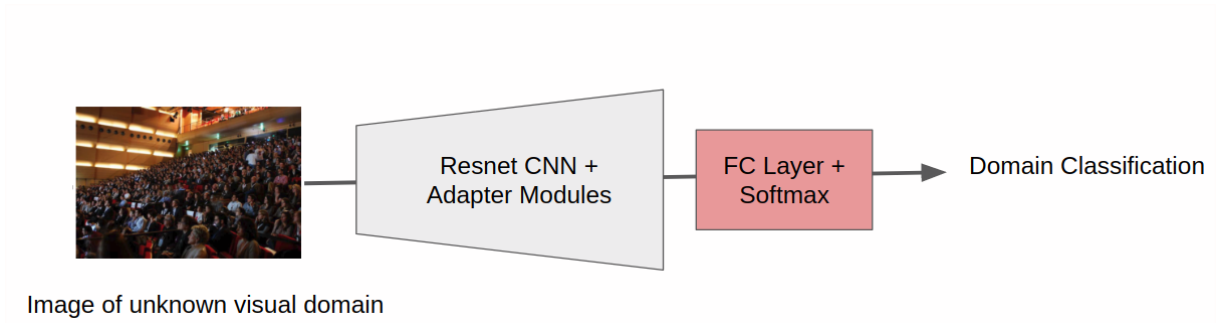 Resnet CNN +
Adapter Modules
FC Layer +
Softmax
Domain Classification
Image of unknown visual domain